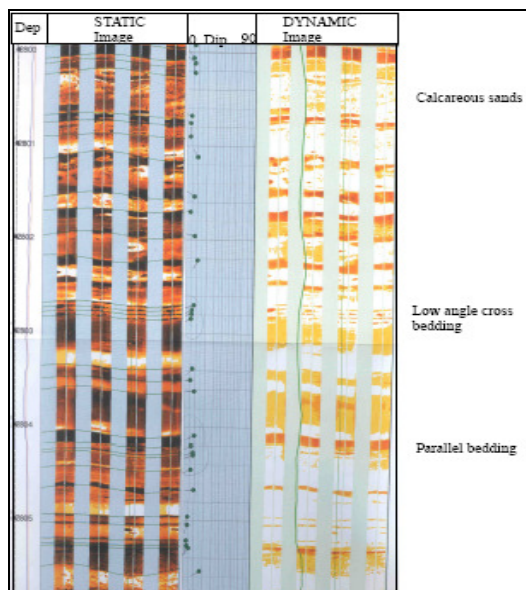 Dep
STATIC
Image
0 Dip 90
DYNAMIC
Image
Calcareous sands
Low angle cross
bedding
Parallel bedding